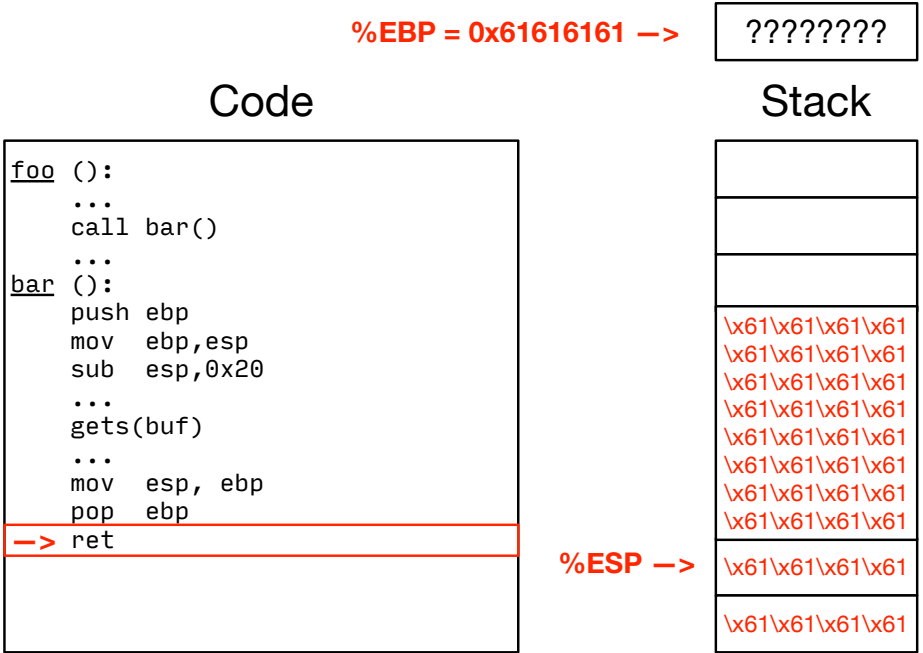 %EBP = 0x61616161 —> ????????
Code Stack
foo ():
...
call bar()
...
bar ():
push ebp
mov ebp,esp
sub esp,0x20
...
gets(buf)
...
mov esp, ebp
pop ebp
—> ret
\x61\x61\x61\x61
\x61\x61\x61\x61
\x61\x61\x61\x61
\x61\x61\x61\x61
\x61\x61\x61\x61
\x61\x61\x61\x61
\x61\x61\x61\x61
\x61\x61\x61\x61
%ESP —> \x61\x61\x61\x61
\x61\x61\x61\x61